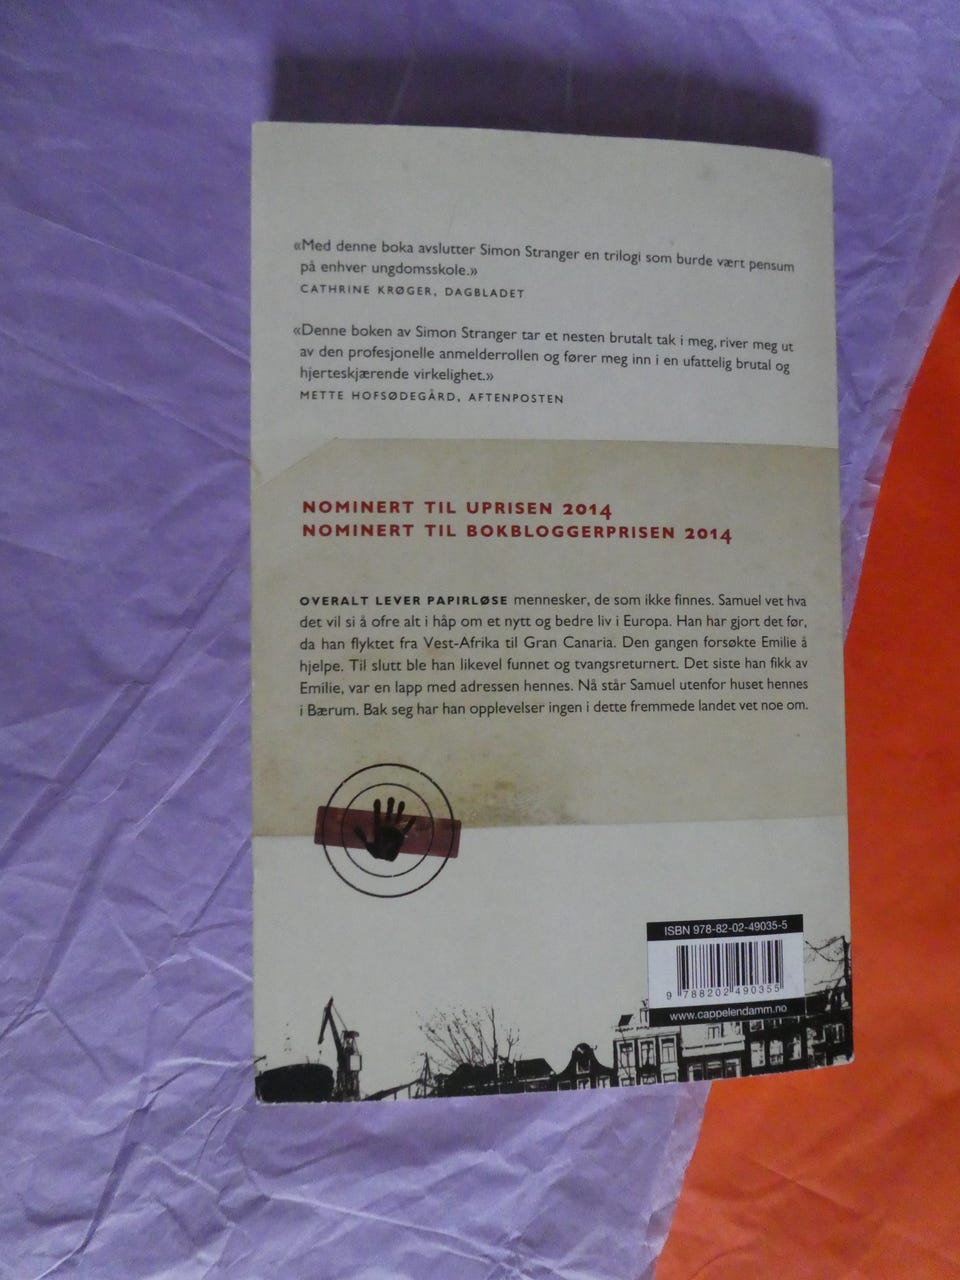 «Med denne boka avslutter Simon Stranger en trilogi som burde vært pensum
på enhver ungdomsskole.»
CATHRINE KRØGER, DAGBLADET
«Denne boken av Simon Stranger tar et nesten brutalt tak i meg, river meg ut
av den profesjonelle anmelderrollen og fører meg inn i en ufattelig brutal og
hjerteskjærende virkelighet.»
METTE HOFSØDEGÅRD, AFTENPOSTEN
NOMINERT TIL UPRISEN 2014
NOMINERT TIL BOKBLOGGERPRISEN 2014
OVERALT LEVER PAPIRLØSE mennesker, de som ikke finnes. Samuel vet hva
det vil si å ofre alt i håp om et nytt og bedre liv i Europa. Han har gjort det før,
da han flyktet fra Vest-Afrika til Gran Canaria. Den gangen forsøkte Emilie å
hjelpe. Til slutt ble han likevel funnet og tvangsreturnert. Det siste han fikk av
Emilie, var en lapp med adressen hennes. Nå står Samuel utenfor huset hennes
i Bærum. Bak seg har han opplevelser ingen i dette fremmede landet vet noe om.
ISBN 978-82-02-49035-5
9 788202 490355
www.cappelendamm.no